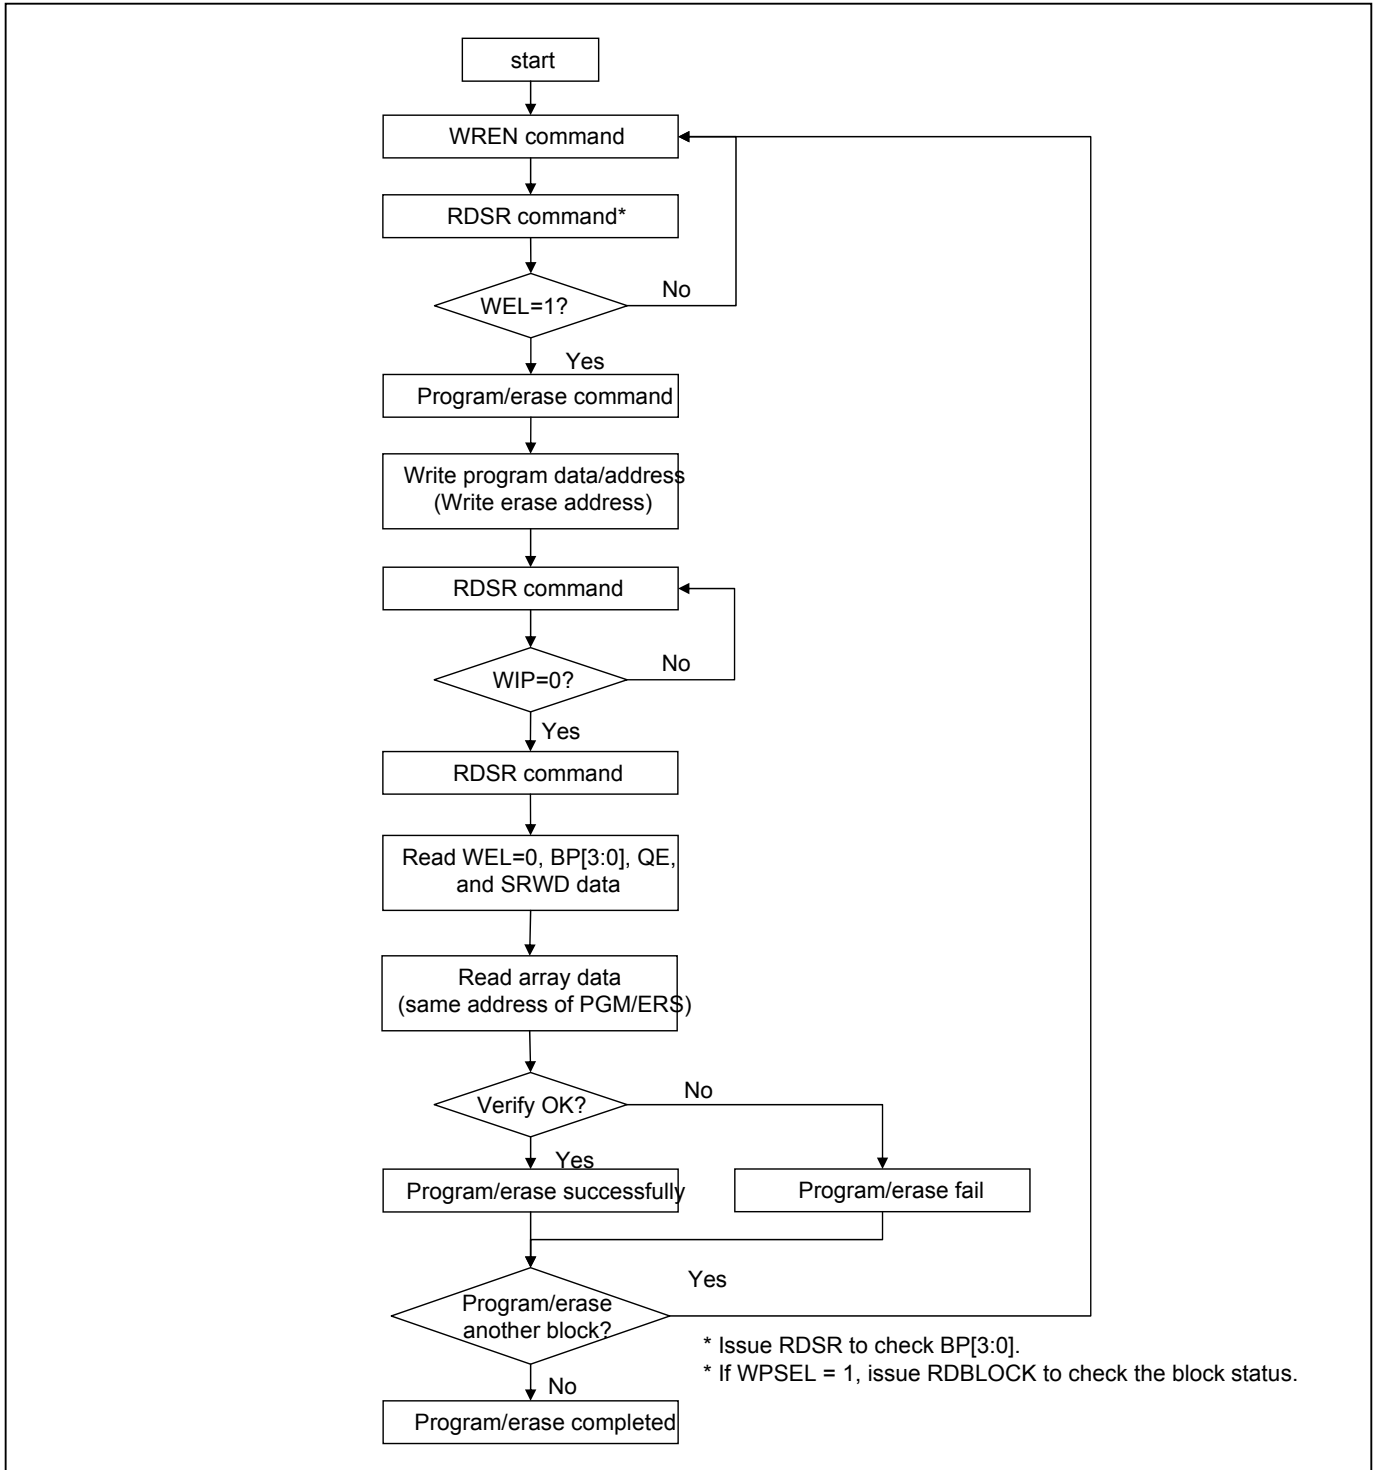 start
WREN command
RDSR command*
WEL=1?
No
Yes
Program/erase command
Write program data/address
(Write erase address)
RDSR command
WIP=0?
No
Yes
RDSR command
Read WEL=0, BP[3:0], QE,
and SRWD data
Read array data
(same address of PGM/ERS)
Verify OK?
No
Yes
Program/erase successfully
Program/erase fail
Program/erase
another block?
Yes
* Issue RDSR to check BP[3:0].
* If WPSEL = 1, issue RDBLOCK to check the block status.
No
Program/erase completed